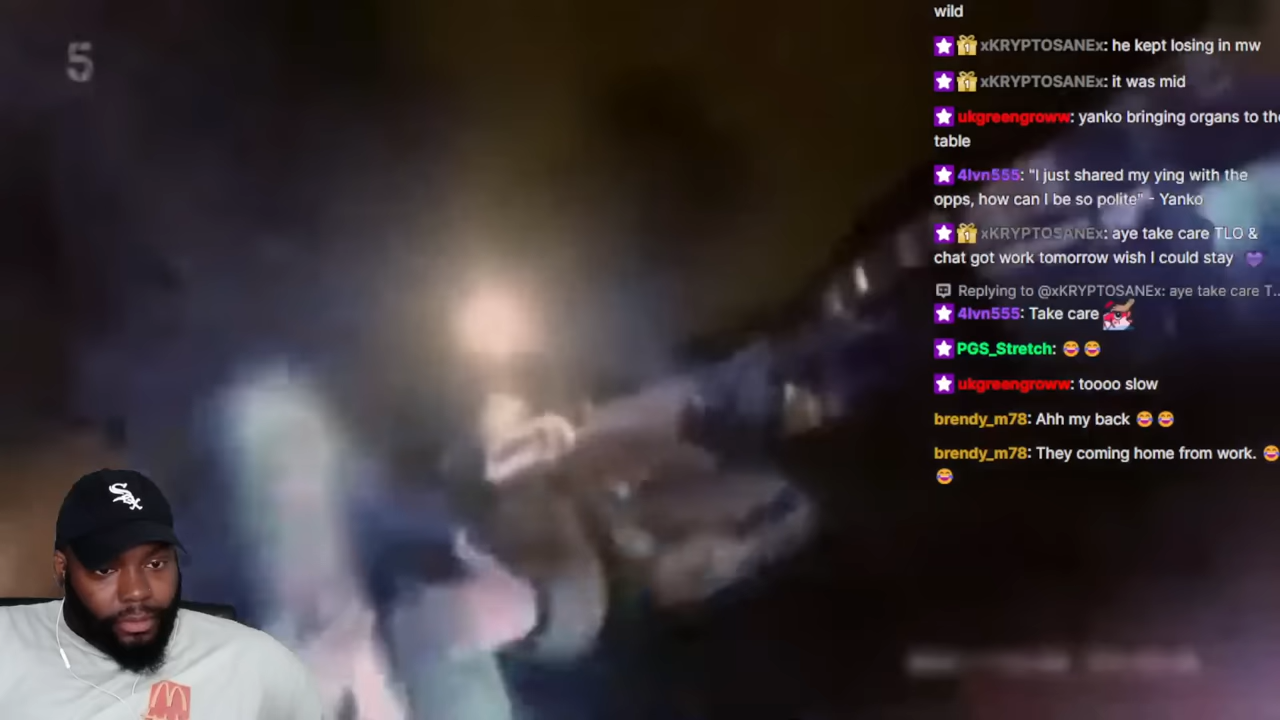 wild
5
xKRYPTOSANEx: he kept losing in mw
xKRYPTOSANEx: it was mid
ukgreengroww: yanko bringing organs to the
table
4lvn555: "I just shared my ying with the
opps, how can I be so polite" - Yanko
xKRYPTOSANEx: aye take care TLO &
chat got work tomorrow wish I could stay 💜
Replying to @xKRYPTOSANEx: aye take care T...
4lvn555: Take care
PGS_Stretch: 😂 😂
ukgreengroww: toooo slow
brendy_m78: Ahh my back 😂 😂
brendy_m78: They coming home from work. 😂
😂
Sox